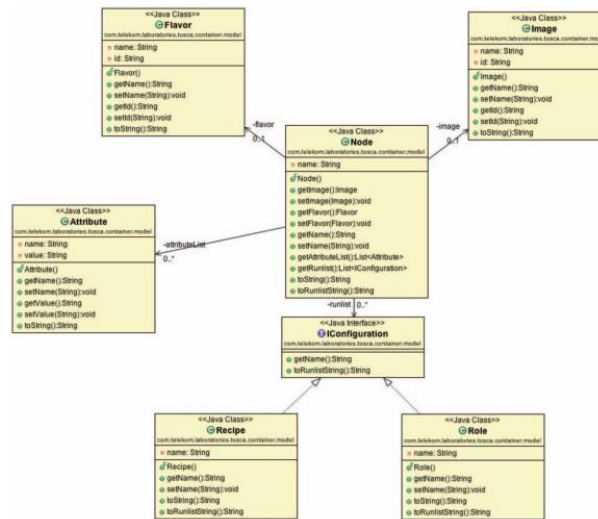 <<Java Class>>
Flavor
com.telekom.laboratories.tosca.container.model
name: String
id: String
Flavor()
getName():String
setName(String):void
getId():String
setId(String):void
toString():String
<<Java Class>>
Image
com.telekom.laboratories.tosca.container.model
name: String
id: String
Image()
getName():String
setName(String):void
getId():String
setId(String):void
toString():String
-flavor
0..1
-image
0..1
<<Java Class>>
Node
com.telekom.laboratories.tosca.container.model
name: String
Node()
getImage():Image
setImage(Image):void
getFlavor():Flavor
setFlavor(Flavor):void
getName():String
setName(String):void
getAttributeList():List<Attribute>
getRunlist():List<IConfiguration>
toString():String
toRunlistString():String
<<Java Class>>
Attribute
com.telekom.laboratories.tosca.container.model
name: String
value: String
Attribute()
getName():String
setName(String):void
getValue():String
setValue(String):void
toString():String
-attributeList
0..*
-runlist 0..*
<<Java Interface>>
IConfiguration
com.telekom.laboratories.tosca.container.model
getName():String
toRunlistString():String
<<Java Class>>
Recipe
com.telekom.laboratories.tosca.container.model
name: String
Recipe()
getName():String
setName(String):void
toString():String
toRunlistString():String
<<Java Class>>
Role
com.telekom.laboratories.tosca.container.model
name: String
Role()
getName():String
setName(String):void
toString():String
toRunlistString():String